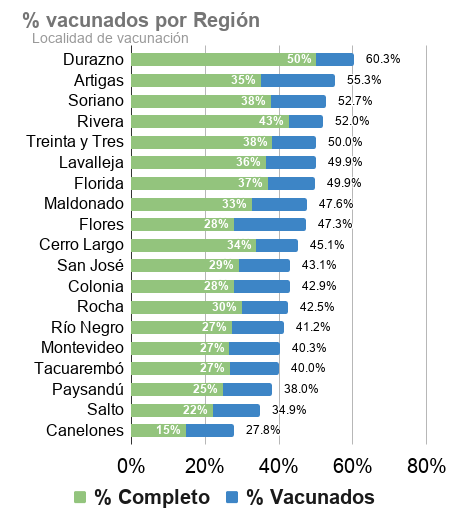 % vacunados por Región
Localidad de vacunación
Durazno 50% 60.3%
Artigas 35% 55.3%
Soriano 38% 52.7%
Rivera 43% 52.0%
Treinta y Tres 38% 50.0%
Lavalleja 36% 49.9%
Florida 37% 49.9%
Maldonado 33% 47.6%
Flores 28% 47.3%
Cerro Largo 34% 45.1%
San José 29% 43.1%
Colonia 28% 42.9%
Rocha 30% 42.5%
Río Negro 27% 41.2%
Montevideo 27% 40.3%
Tacuarembó 27% 40.0%
Paysandú 25% 38.0%
Salto 22% 34.9%
Canelones 15% 27.8%
0% 20% 40% 60% 80%
% Completo % Vacunados